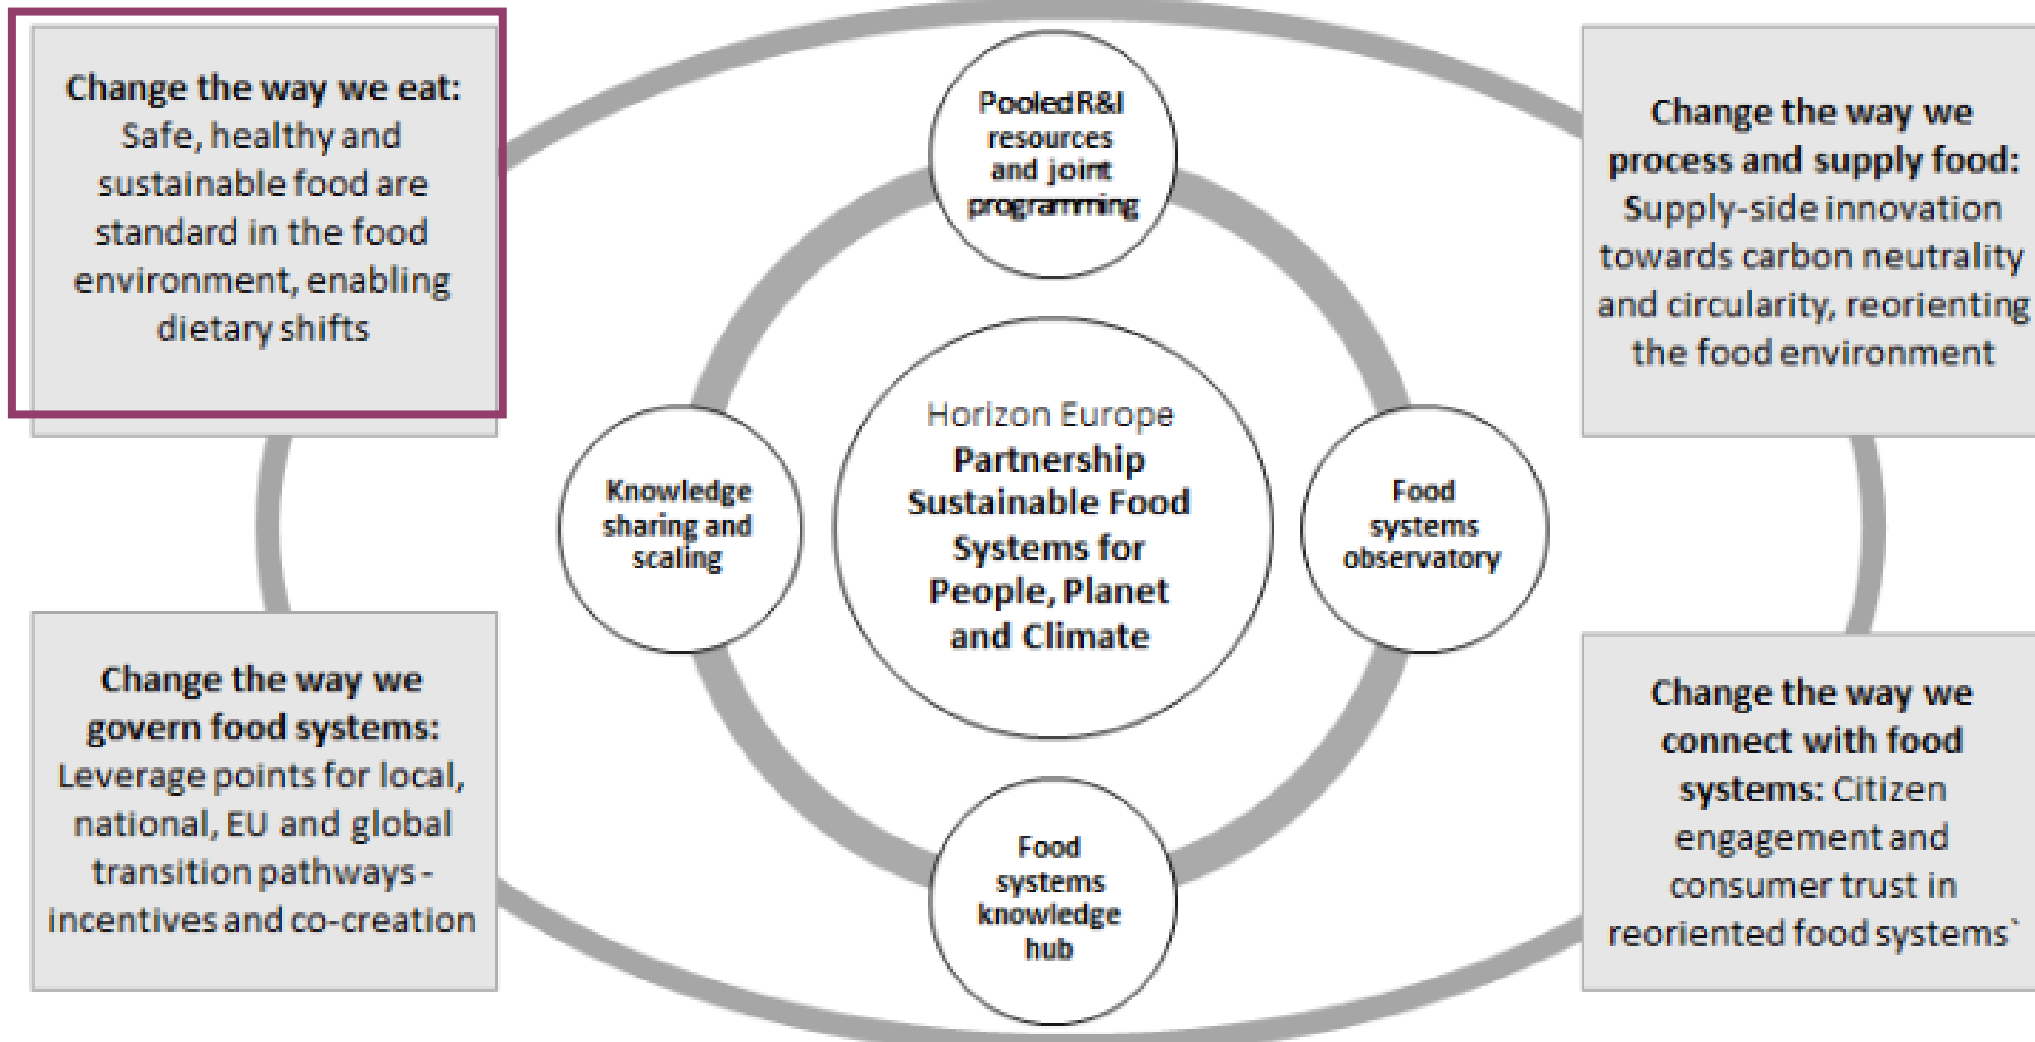 Change the way we eat:
Safe, healthy and
sustainable food are
standard in the food
environment, enabling
dietary shifts
Pooled R&I
resources
and joint
programming
Change the way we
process and supply food:
Supply-side innovation
towards carbon neutrality
and circularity, reorienting
the food environment
Knowledge
sharing and
scaling
Horizon Europe
Partnership
Sustainable Food
Systems for
People, Planet
and Climate
Food
systems
observatory
Change the way we
govern food systems:
Leverage points for local,
national, EU and global
transition pathways -
incentives and co-creation
Food
systems
knowledge
hub
Change the way we
connect with food
systems: Citizen
engagement and
consumer trust in
reoriented food systems`